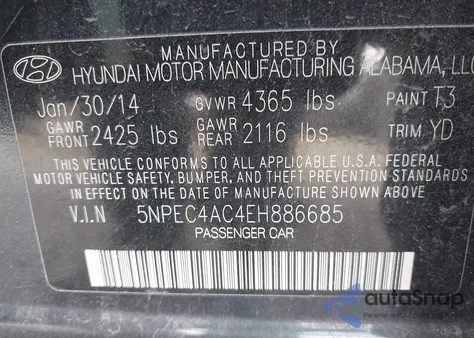 MANUFACTURED BY
HYUNDAI MOTOR MANUFACTURING ALABAMA, LLC
Jan/30/14 GVWR 4365 lbs PAINT T3
GAWR FRONT 2425 lbs GAWR REAR 2116 lbs TRIM YD
THIS VEHICLE CONFORMS TO ALL APPLICABLE U.S.A. FEDERAL
MOTOR VEHICLE SAFETY, BUMPER, AND THEFT PREVENTION STANDARDS
IN EFFECT ON THE DATE OF MANUFACTURE SHOWN ABOVE.
V.I.N 5NPEC4AC4EH886685
PASSENGER CAR
autoSnap